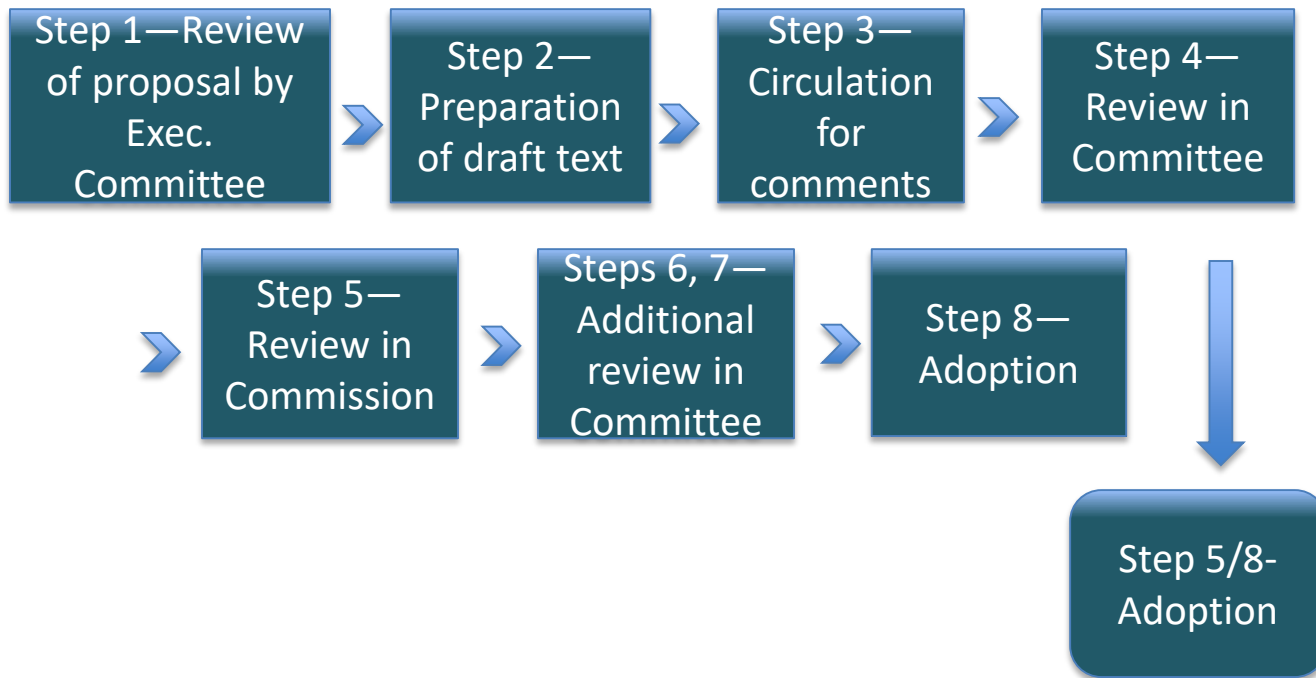 Step 1—Review
of proposal by
Exec.
Committee
Step 2—
Preparation
of draft text
Step 3—
Circulation
for
comments
Step 4—
Review in
Committee
Step 5—
Review in
Commission
Steps 6, 7—
Additional
review in
Committee
Step 8—
Adoption
Step 5/8-
Adoption